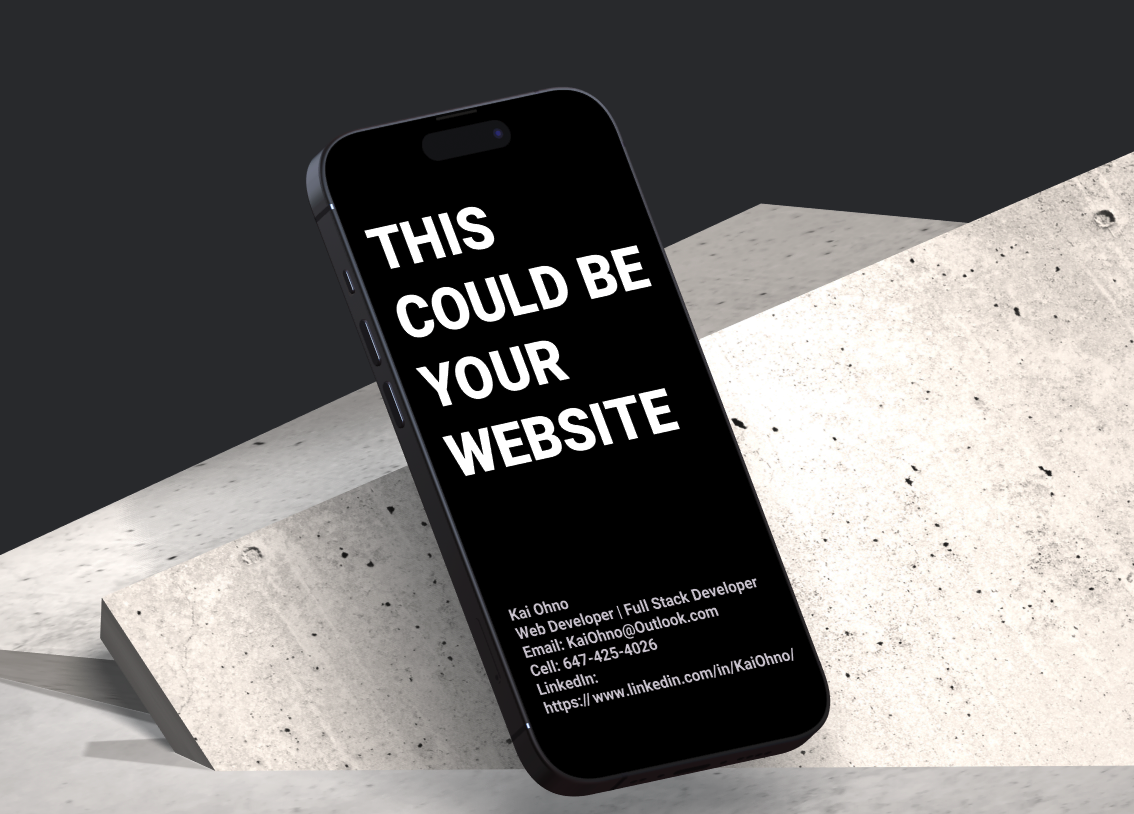 THIS
COULD BE
YOUR
WEBSITE
Kai Ohno
Web Developer | Full Stack Developer
Email: KaiOhno@Outlook.com
Cell: 647-425-4026
LinkedIn:
https:// www.linkedin.com/in/KaiOhno/